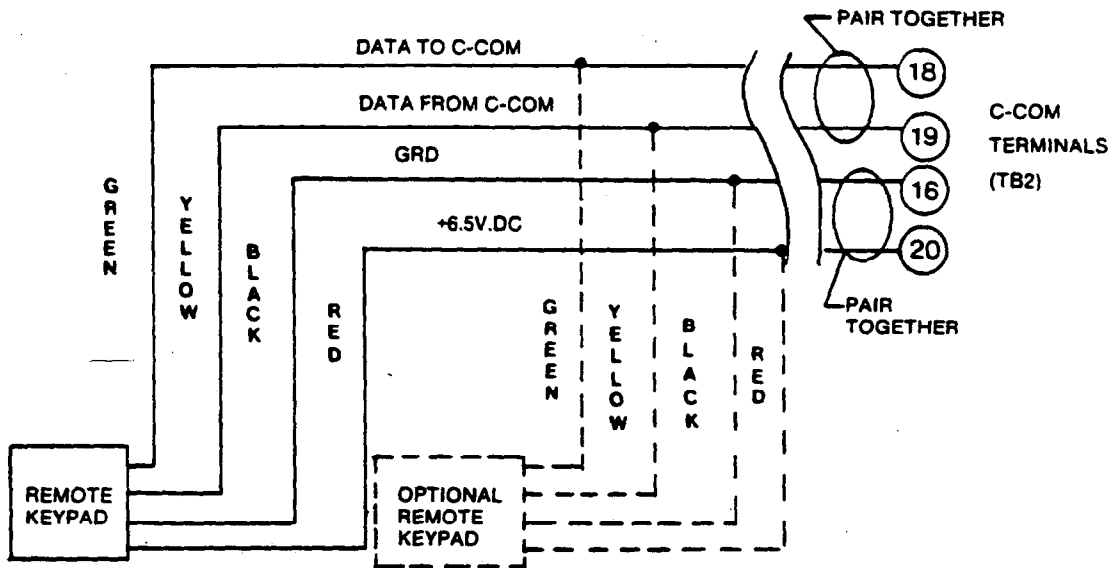 PAIR TOGETHER
DATA TO C-COM
18
DATA FROM C-COM
19
C-COM
TERMINALS
(TB2)
GRD
16
+6.5V.DC
20
PAIR
TOGETHER
GREEN
YELLOW
BLACK
RED
GREEN
YELLOW
BLACK
RED
REMOTE
KEYPAD
OPTIONAL
REMOTE
KEYPAD